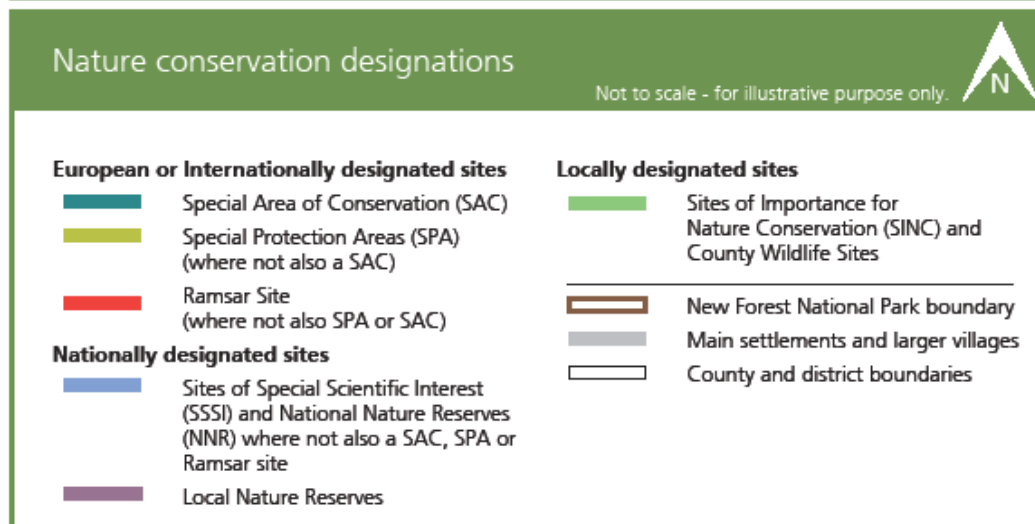 Nature conservation designations
Not to scale - for illustrative purpose only.
N
European or Internationally designated sites
Special Area of Conservation (SAC)
Special Protection Areas (SPA)
(where not also a SAC)
Ramsar Site
(where not also SPA or SAC)
Nationally designated sites
Sites of Special Scientific Interest
(SSSI) and National Nature Reserves
(NNR) where not also a SAC, SPA or
Ramsar site
Local Nature Reserves
Locally designated sites
Sites of Importance for
Nature Conservation (SINC) and
County Wildlife Sites
New Forest National Park boundary
Main settlements and larger villages
County and district boundaries